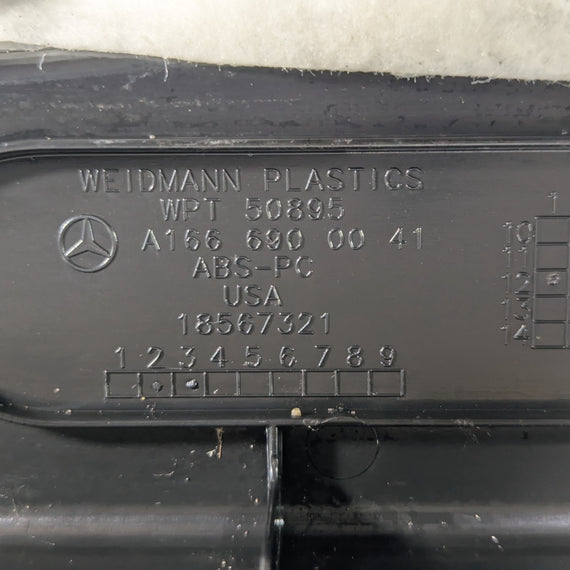 WEIDMANN PLASTICS
WPT 50895
A166 690 00 41
ABS-PC
USA
18567321
1 2 3 4 5 6 7 8 9
1
10
11
12
13
14